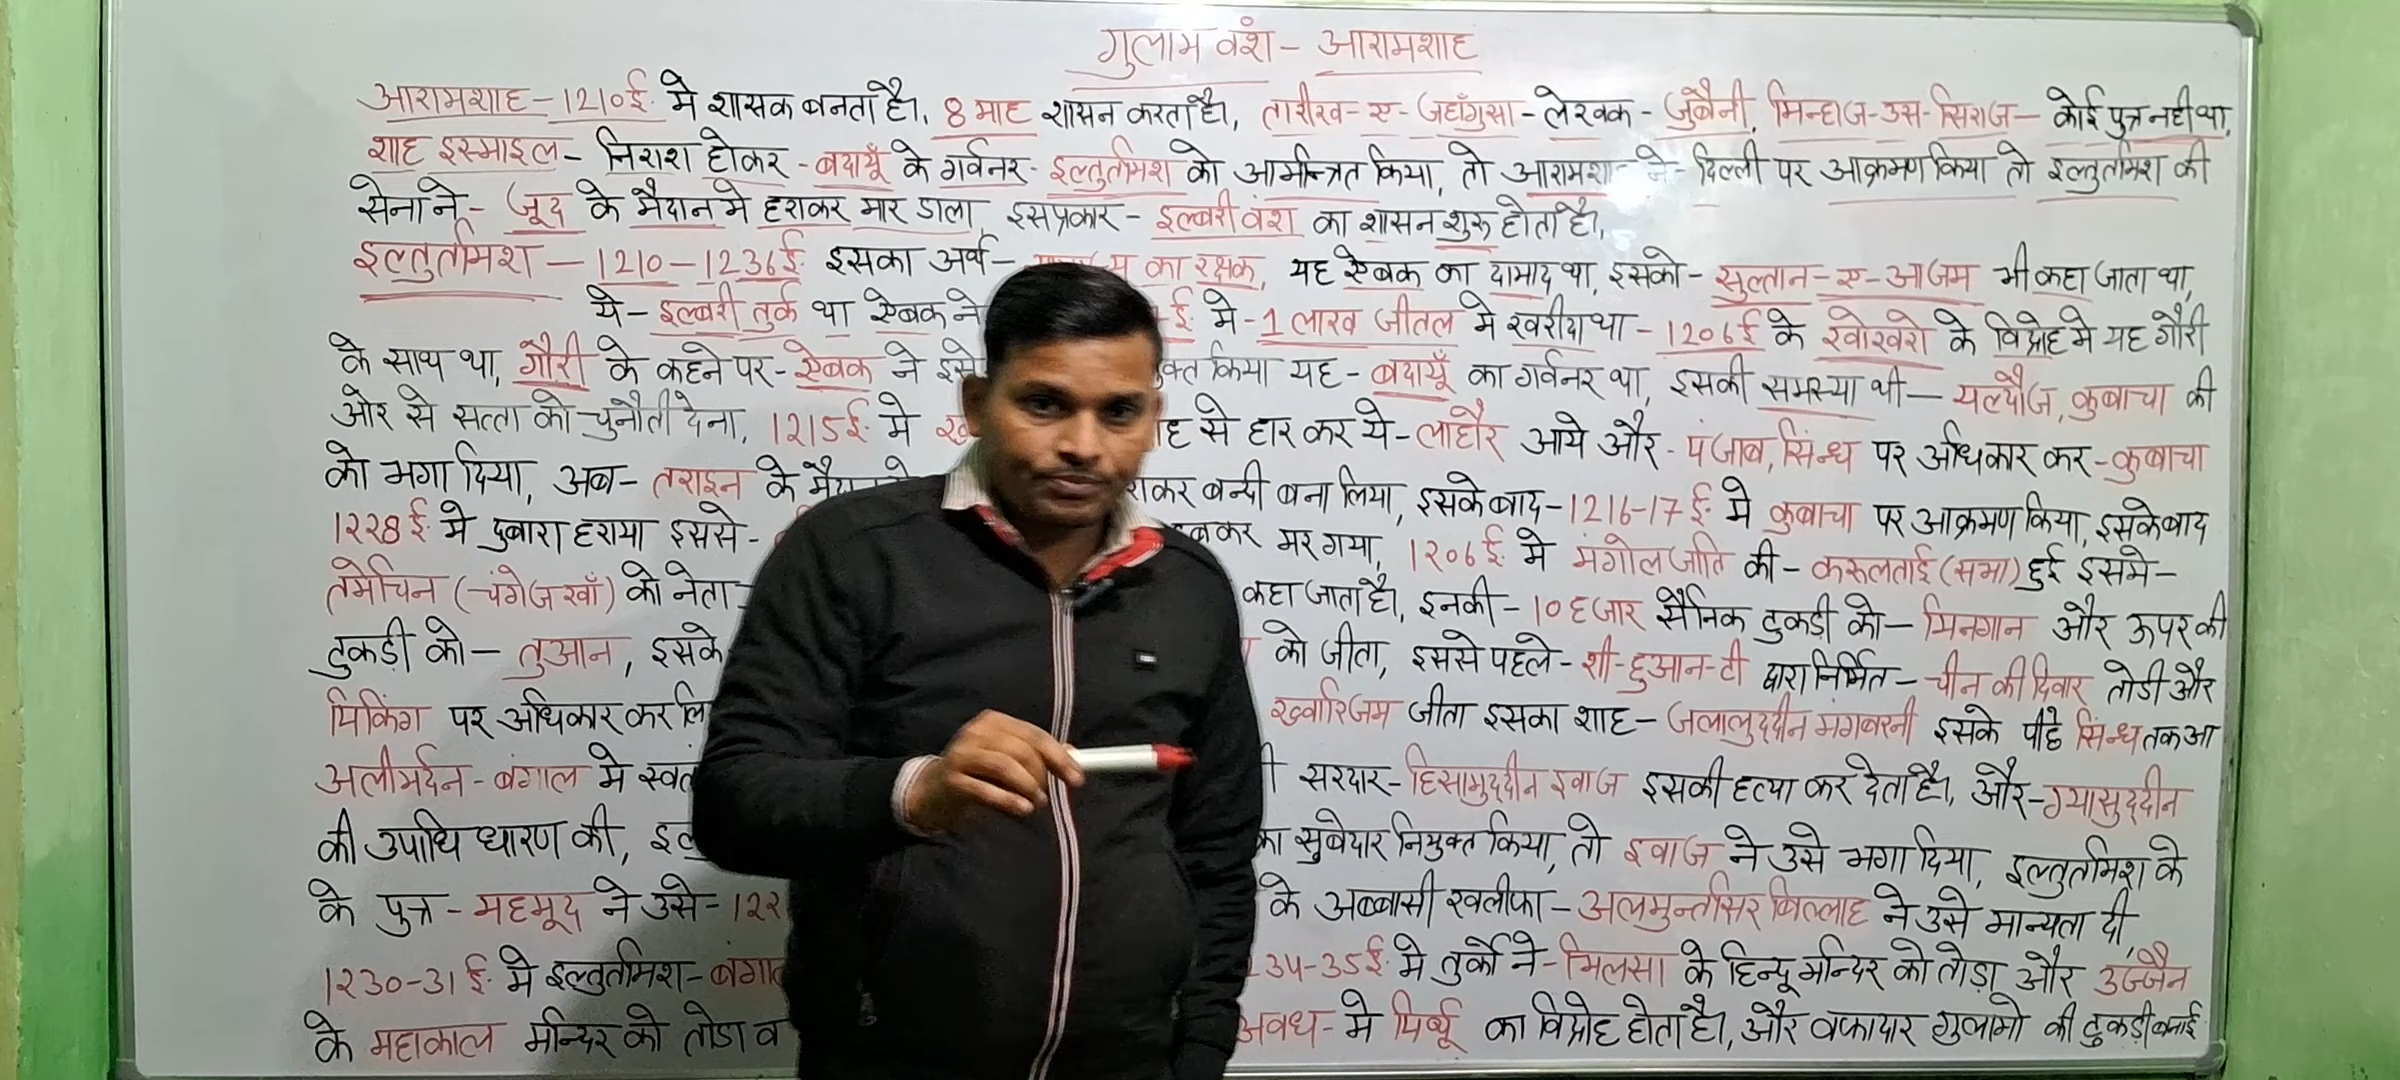 गुलाम वंश - आरामशाह
आरामशाह - 1210 ई. मे शासक बनता है। 8 माह शासन करता है, तारीख-ए-जहाँगुसा - लेखक - जुबैनी, मिन्हाज-उस-सिराज - कोई पुत्र नही था,
शाह इस्माइल - निराश होकर - बदायूँ के गर्वनर - इल्तुतमिश को आमन्त्रित किया, तो आरामशा ने - दिल्ली पर आक्रमण किया तो इल्तुतमिश की
सेना ने - जूद के मैदान मे हराकर मार डाला, इसप्रकार - इल्बरी वंश का शासन शुरू होता है।
इल्तुतमिश - 1210-1236 ई. इसका अर्थ - का रक्षक, यह ऐबक का दामाद था, इसको - सुल्तान-ए-आजम भी कहा जाता था,
ये - इल्बरी तुर्क था ऐबक ने ई. मे - 1 लाख जीतल मे खरीदा था - 1206 ई के खोखरो के विद्रोह मे यह गौरी
के साथ था, गौरी के कहने पर - ऐबक ने इसे किया यह - बदायूँ का गर्वनर था, इसकी समस्या थी - यल्दौज, कुबाचा की
ओर से सत्ता को चुनौती देना, 1215 ई. मे से हार कर ये - लाहौर आये और - पंजाब, सिन्ध पर अधिकार कर - कुबाचा
को भगा दिया, अब - तराइन के बन्दी बना लिया, इसके बाद - 1216-17 ई. मे कुबाचा पर आक्रमण किया, इसके बाद
1228 ई. मे दुबारा हराया इससे - मर गया, 1206 ई. मे मंगोल जाति की - करूलताई (सभा) हुई इसमे -
तमेचिन (चंगेज खाँ) को नेता कहा जाता है। इनकी - 10 हजार सैनिक टुकड़ी को - मिनगान और ऊपर की
टुकड़ी को - तुआन, इसके को जीता, इससे पहले - शी-हुआन-टी द्वारा निर्मित - चीन की दिवार तोडी और
पिकिंग पर अधिकार कर ख्वारिजम जीता इसका शाह - जलालुद्दीन मंगबरनी इसके पीछे सिन्ध तक आ
अलीमर्दन - बंगाल मे सरदार - हिसामुद्दीन इवाज इसकी हत्या कर देता है। और - ग्यासुद्दीन
की उपाधि धारण की, का सुबेदार नियुक्त किया, तो इवाज ने उसे भगा दिया, इल्तुतमिश के
के पुत्र - महमूद ने उसे - के अब्बासी खलीफा - अलमुन्तसिर बिल्लाह ने उसे मान्यता दी,
1230-31 ई. मे इल्तुतमिश - 34-35 ई. मे तुर्को ने - भिलसा के हिन्दू मन्दिर को तोड़ा और उज्जैन
के महाकाल मन्दिर को तोडा व अवध - मे पिर्थू का विद्रोह होता है। और वफादार गुलामो की टुकड़ी बनाई